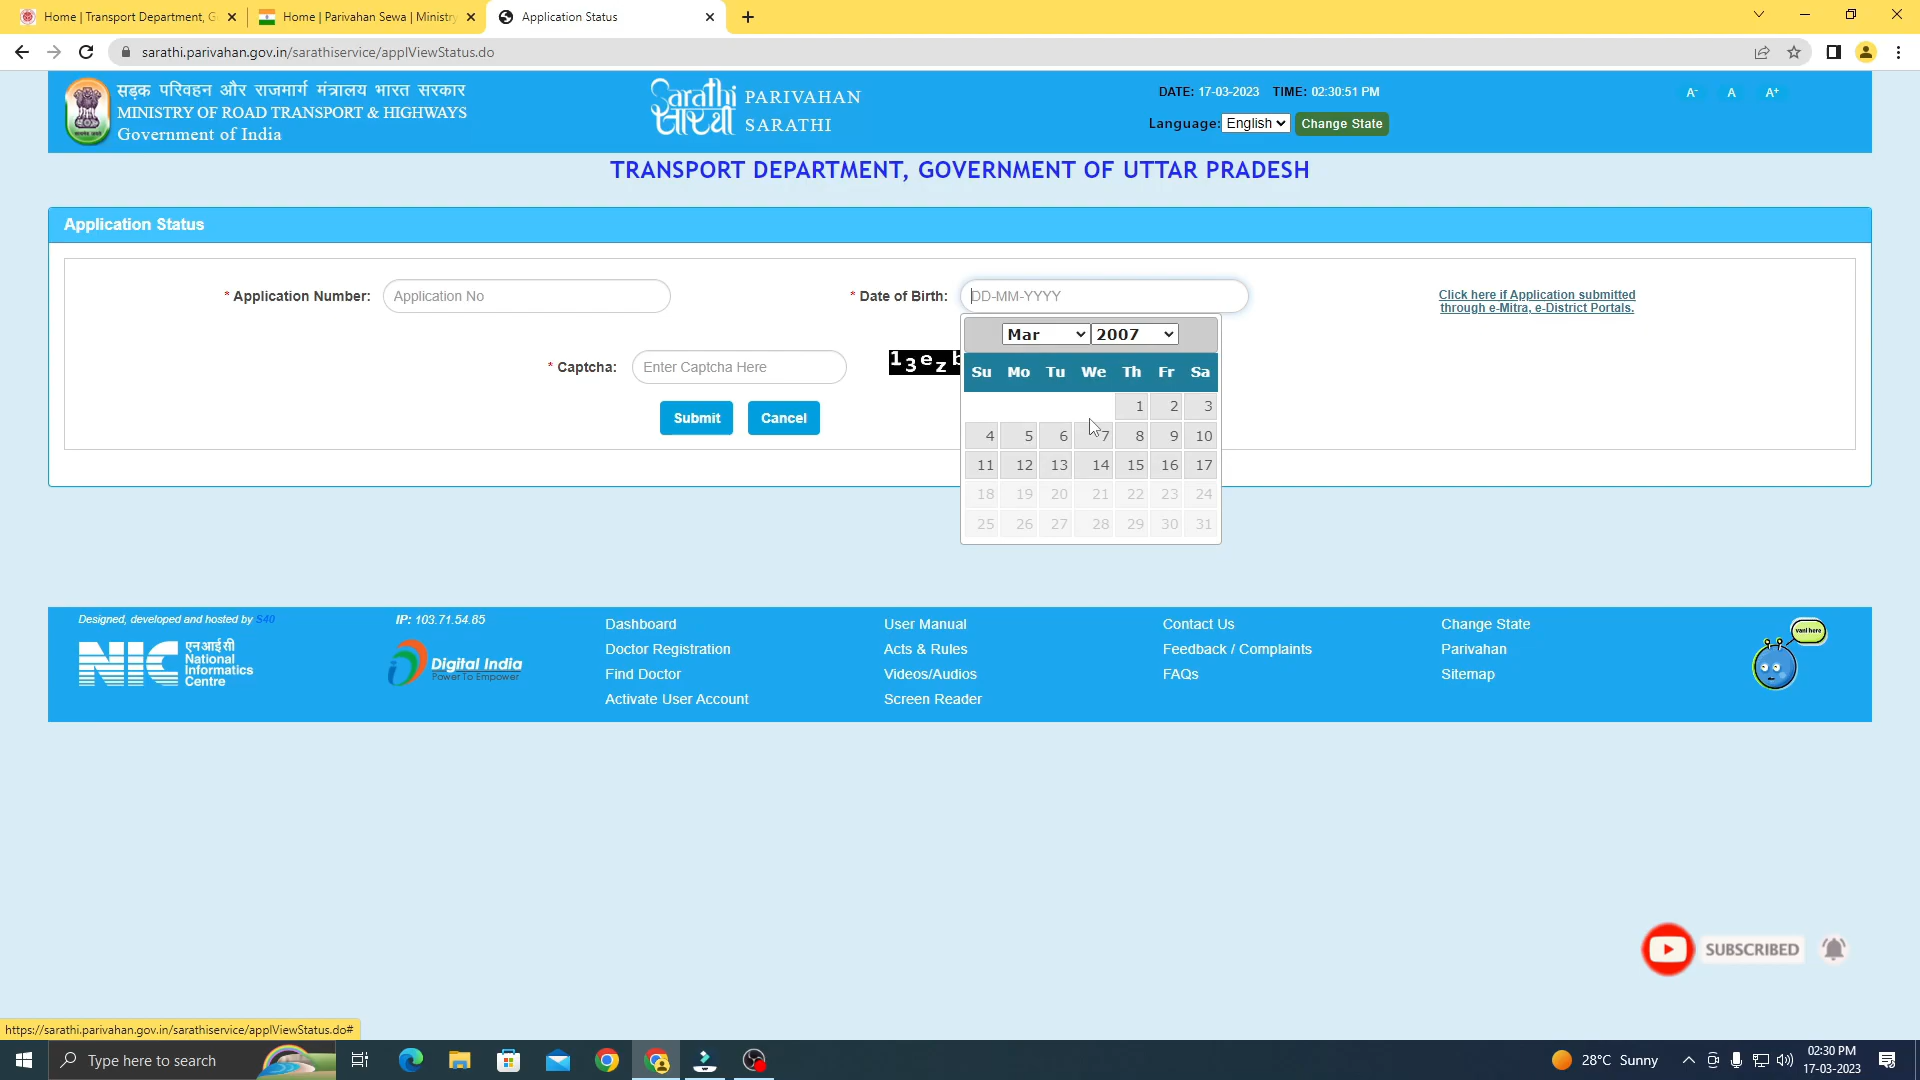 Home | Transport Department, G
Home | Parivahan Sewa | Ministry
Application Status
sarathi.parivahan.gov.in/sarathiservice/applViewStatus.do
सड़क परिवहन और राजमार्ग मंत्रालय भारत सरकार
MINISTRY OF ROAD TRANSPORT & HIGHWAYS
Government of India
Sarathi
सारथी
PARIVAHAN
SARATHI
DATE: 17-03-2023 TIME: 02:30:51 PM
Language: English Change State
A- A A+
TRANSPORT DEPARTMENT, GOVERNMENT OF UTTAR PRADESH
Application Status
* Application Number: Application No
* Date of Birth: DD-MM-YYYY
Click here if Application submitted
through e-Mitra, e-District Portals.
Mar 2007
Su Mo Tu We Th Fr Sa
1 2 3
4 5 6 7 8 9 10
11 12 13 14 15 16 17
18 19 20 21 22 23 24
25 26 27 28 29 30 31
* Captcha: Enter Captcha Here
13ezb
Submit Cancel
Designed, developed and hosted by S40
NIC
एनआईसी
National
Informatics
Centre
IP: 103.71.54.85
Digital India
Power To Empower
Dashboard
Doctor Registration
Find Doctor
Activate User Account
User Manual
Acts & Rules
Videos/Audios
Screen Reader
Contact Us
Feedback / Complaints
FAQs
Change State
Parivahan
Sitemap
vani here
SUBSCRIBED
https://sarathi.parivahan.gov.in/sarathiservice/applViewStatus.do#
Type here to search
28°C Sunny
02:30 PM
17-03-2023